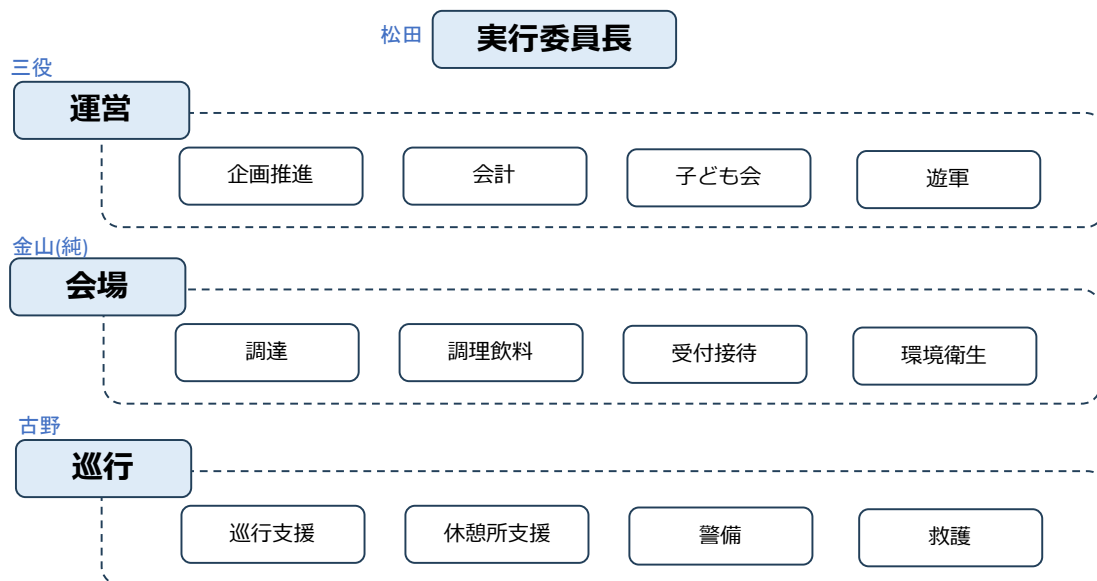 松田
実行委員長
三役
運営
企画推進
会計
子ども会
遊軍
金山(純)
会場
調達
調理飲料
受付接待
環境衛生
古野
巡行
巡行支援
休憩所支援
警備
救護